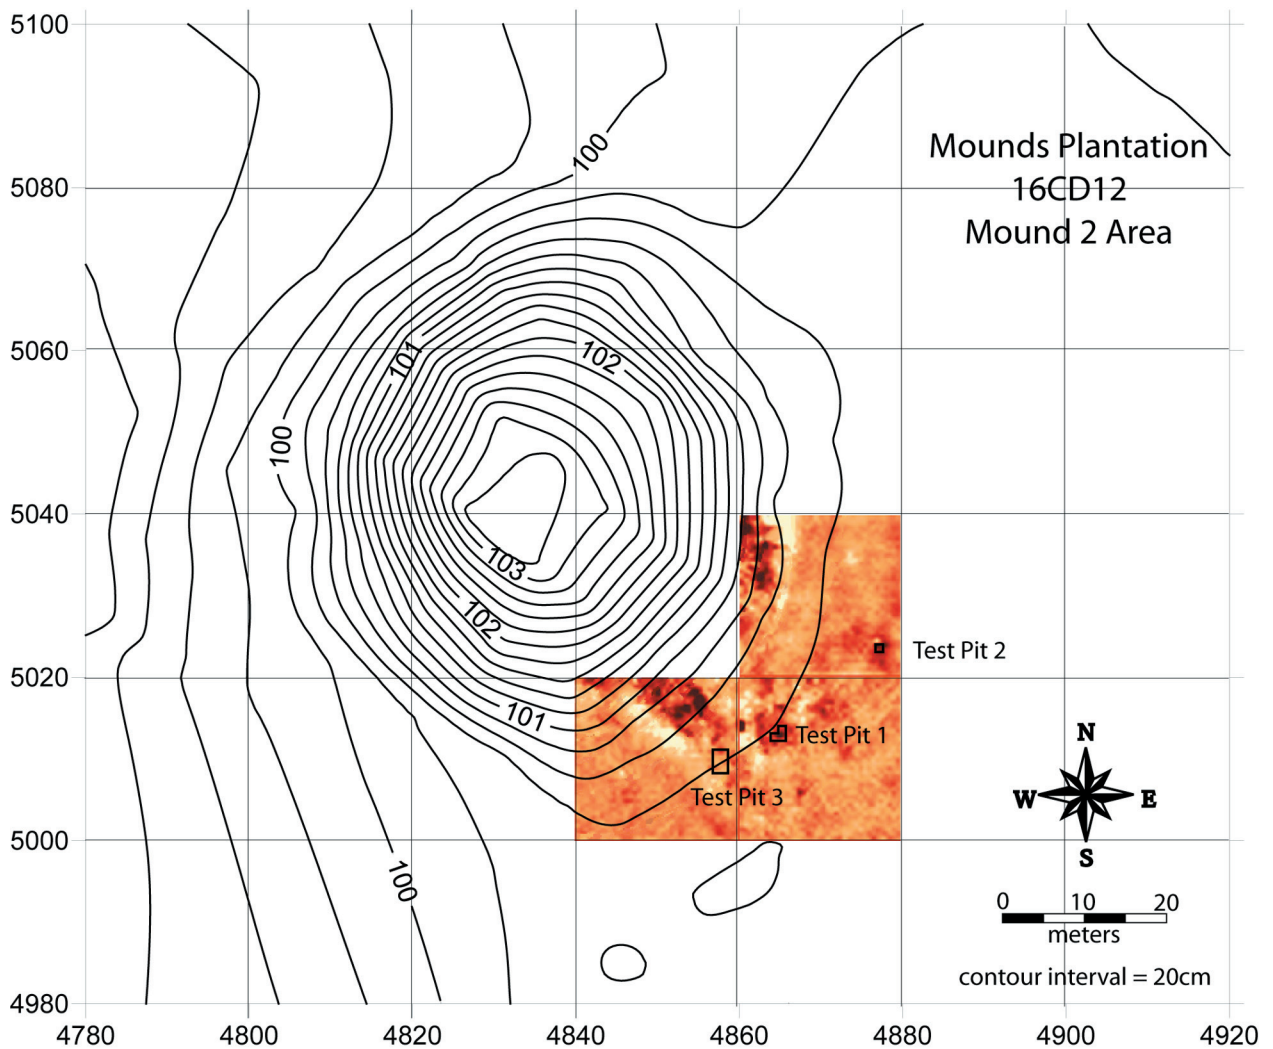 5100
5080
5060
5040
5020
5000
4980
4780 4800 4820 4840 4860 4880 4900 4920
Mounds Plantation
16CD12
Mound 2 Area
100
101
102
100
103
102
101
100
Test Pit 2
Test Pit 1
Test Pit 3
N
W E
S
0 10 20
meters
contour interval = 20cm